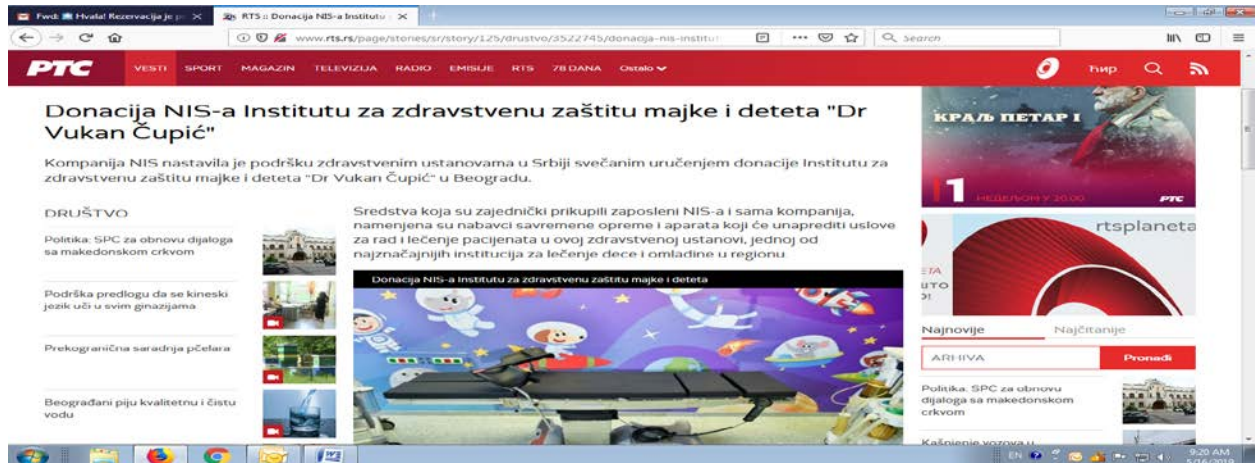 Fwd: Hvala! Rezervacija je p
RTS :: Donacija NIS-a Institutu
www.rts.rs/page/stories/sr/story/125/drustvo/3522745/donacija-nis-institut
Search
РТС
VESTI SPORT MAGAZIN TELEVIZIJA RADIO EMISIJE RTS 78 DANA Ostalo
Ћир
Donacija NIS-a Institutu za zdravstvenu zaštitu majke i deteta "Dr
Vukan Čupić"
Kompanija NIS nastavila je podršku zdravstvenim ustanovama u Srbiji svečanim uručenjem donacije Institutu za
zdravstvenu zaštitu majke i deteta "Dr Vukan Čupić" u Beogradu.
DRUŠTVO
Politika: SPC za obnovu dijaloga
sa makedonskom crkvom
Podrška predlogu da se kineski
jezik uči u svim ginazijama
Prekogranična saradnja pčelara
Beograđani piju kvalitetnu i čistu
vodu
Sredstva koja su zajednički prikupili zaposleni NIS-a i sama kompanija,
namenjena su nabavci savremene opreme i aparata koji će unaprediti uslove
za rad i lečenje pacijenata u ovoj zdravstvenoj ustanovi, jednoj od
najznačajnijih institucija za lečenje dece i omladine u regionu
Donacija NIS-a Institutu za zdravstvenu zaštitu majke i deteta
КРАЉ ПЕТАР I
1
НЕДЕЉОМ У 20.00
РТС
rtsplaneta
Najnovije Najčitanije
ARHIVA
Pronađi
Politika: SPC za obnovu
dijaloga sa makedonskom
crkvom
Kašnjenje vozova u
EN
9:20 AM
5/16/2019